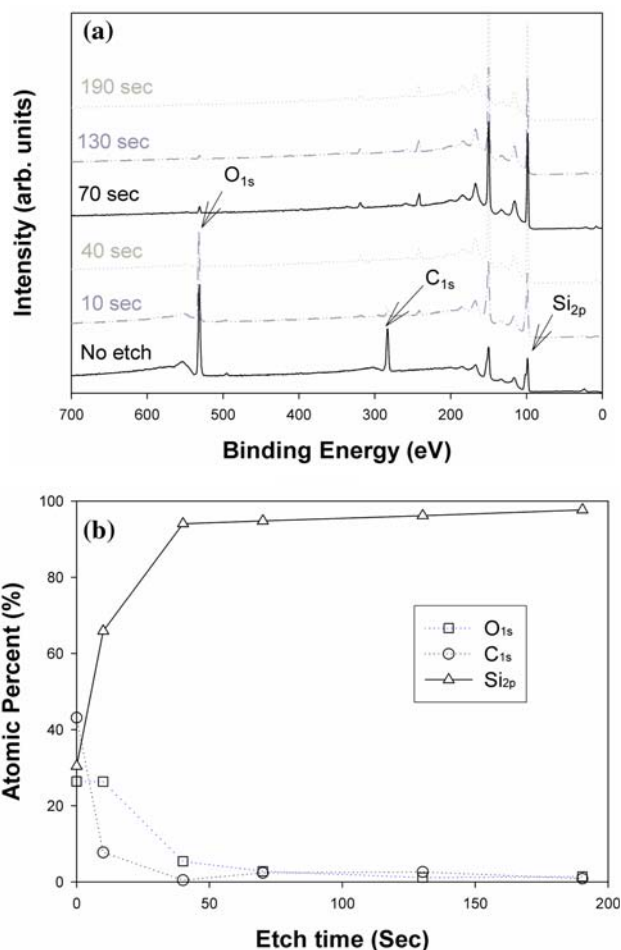 (a)
Intensity (arb. units)
190 sec
130 sec
70 sec
40 sec
10 sec
No etch
O1s
C1s
Si2p
700 600 500 400 300 200 100 0
Binding Energy (eV)
(b)
Atomic Percent (%)
100
80
60
40
20
0
O1s
C1s
Si2p
0 50 100 150 200
Etch time (Sec)